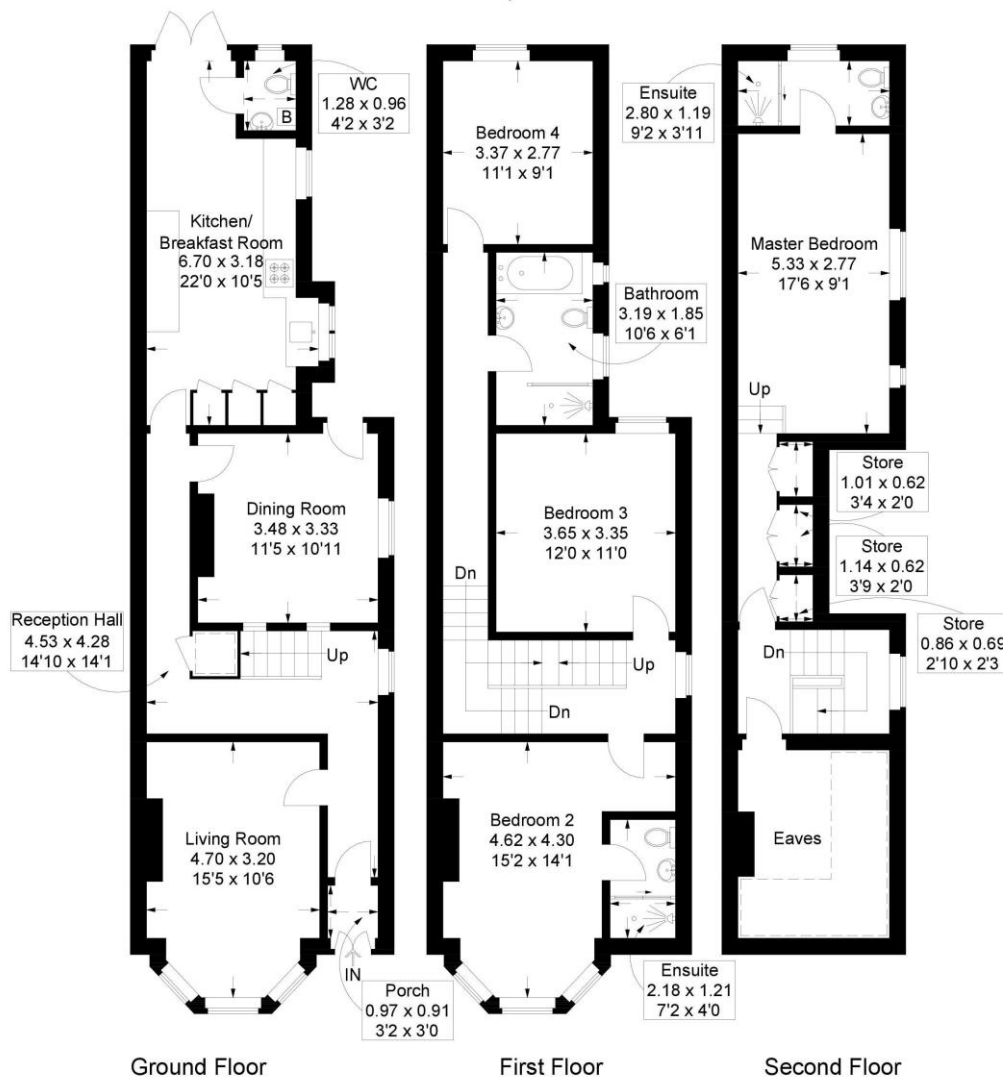 WC
1.28 x 0.96
4'2 x 3'2
B
Kitchen/
Breakfast Room
6.70 x 3.18
22'0 x 10'5
Dining Room
3.48 x 3.33
11'5 x 10'11
Reception Hall
4.53 x 4.28
14'10 x 14'1
Up
Living Room
4.70 x 3.20
15'5 x 10'6
IN
Porch
0.97 x 0.91
3'2 x 3'0
Ground Floor
Bedroom 4
3.37 x 2.77
11'1 x 9'1
Bathroom
3.19 x 1.85
10'6 x 6'1
Bedroom 3
3.65 x 3.35
12'0 x 11'0
Dn
Up
Dn
Bedroom 2
4.62 x 4.30
15'2 x 14'1
Ensuite
2.18 x 1.21
7'2 x 4'0
First Floor
Ensuite
2.80 x 1.19
9'2 x 3'11
Master Bedroom
5.33 x 2.77
17'6 x 9'1
Up
Store
1.01 x 0.62
3'4 x 2'0
Store
1.14 x 0.62
3'9 x 2'0
Store
0.86 x 0.69
2'10 x 2'3
Dn
Eaves
Second Floor